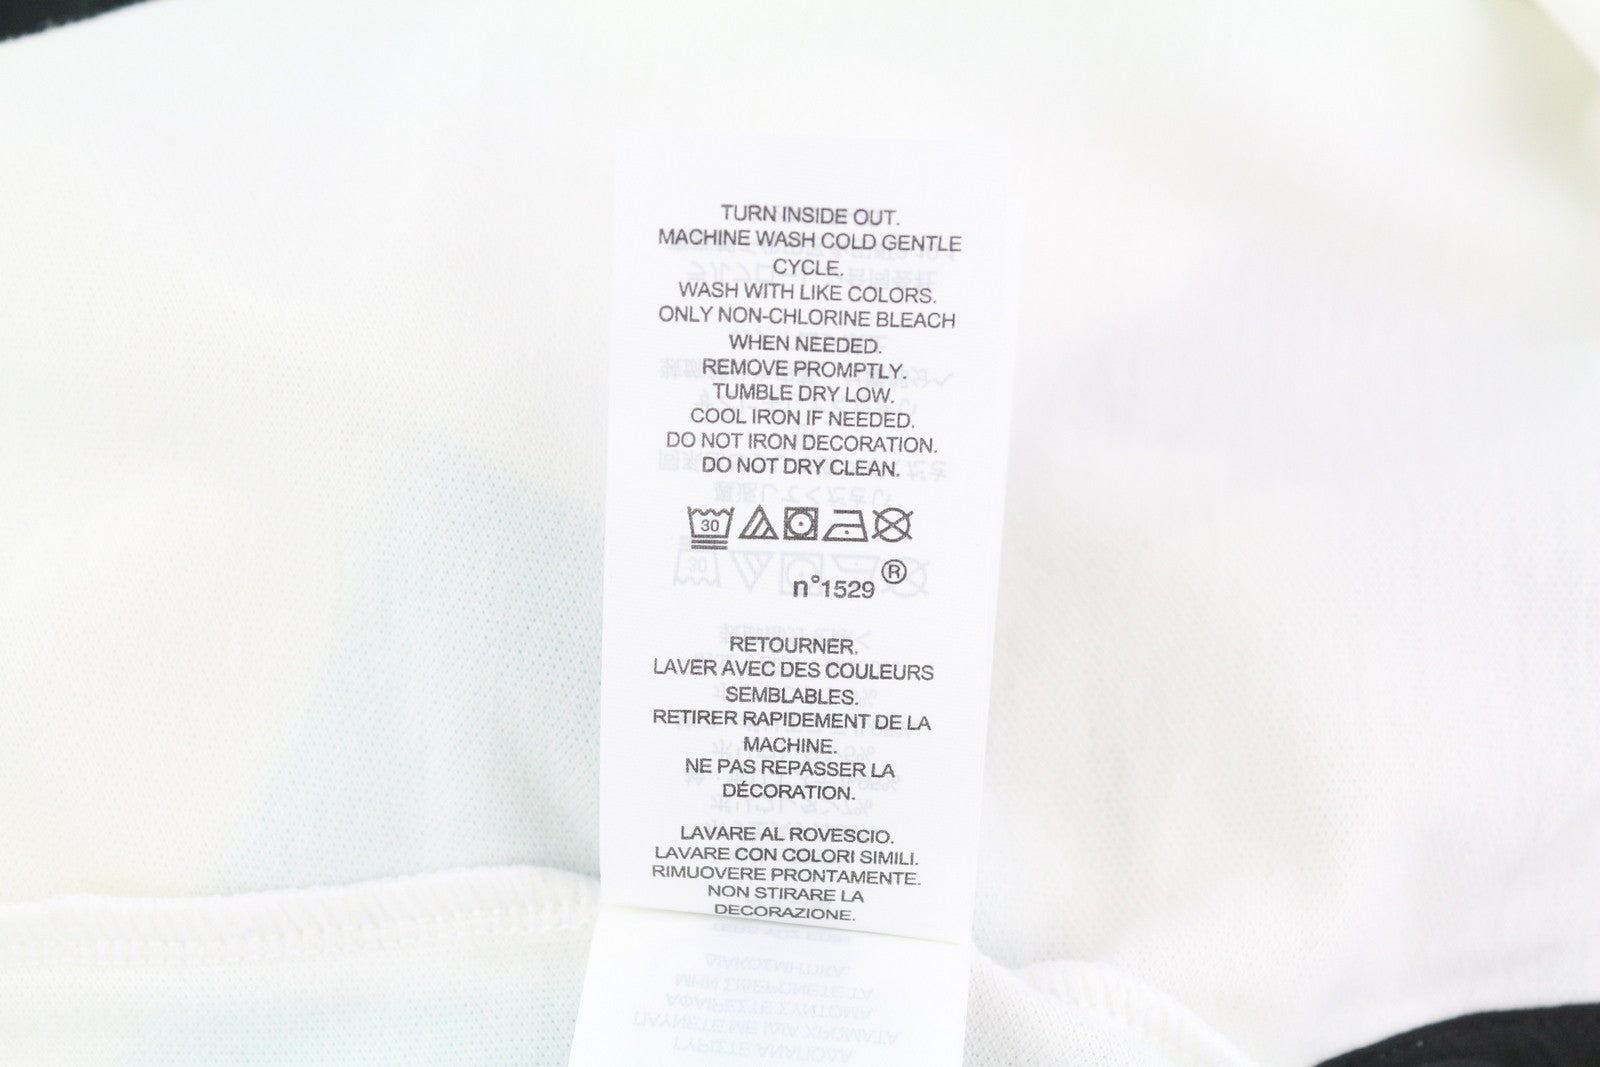 TURN INSIDE OUT.
MACHINE WASH COLD GENTLE
CYCLE.
WASH WITH LIKE COLORS.
ONLY NON-CHLORINE BLEACH
WHEN NEEDED.
REMOVE PROMPTLY.
TUMBLE DRY LOW.
COOL IRON IF NEEDED.
DO NOT IRON DECORATION.
DO NOT DRY CLEAN.
30
n°1529 ®
RETOURNER.
LAVER AVEC DES COULEURS
SEMBLABLES.
RETIRER RAPIDEMENT DE LA
MACHINE.
NE PAS REPASSER LA
DÉCORATION.
LAVARE AL ROVESCIO.
LAVARE CON COLORI SIMILI.
RIMUOVERE PRONTAMENTE.
NON STIRARE LA
DECORAZIONE.